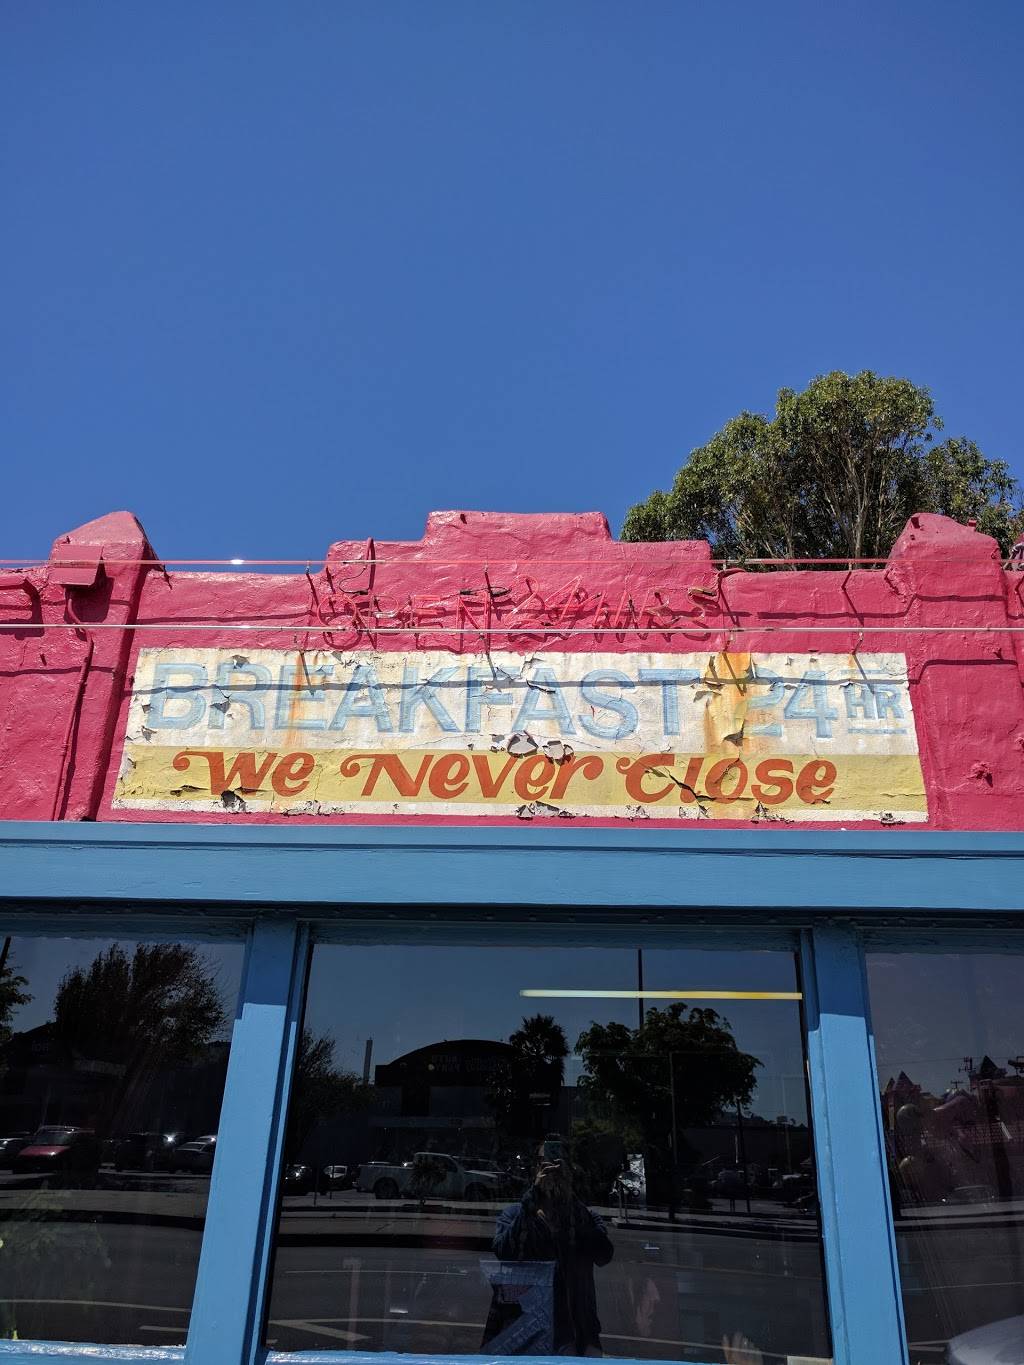 OPEN 24 HRS
BREAKFAST 24 HR
We Never Close